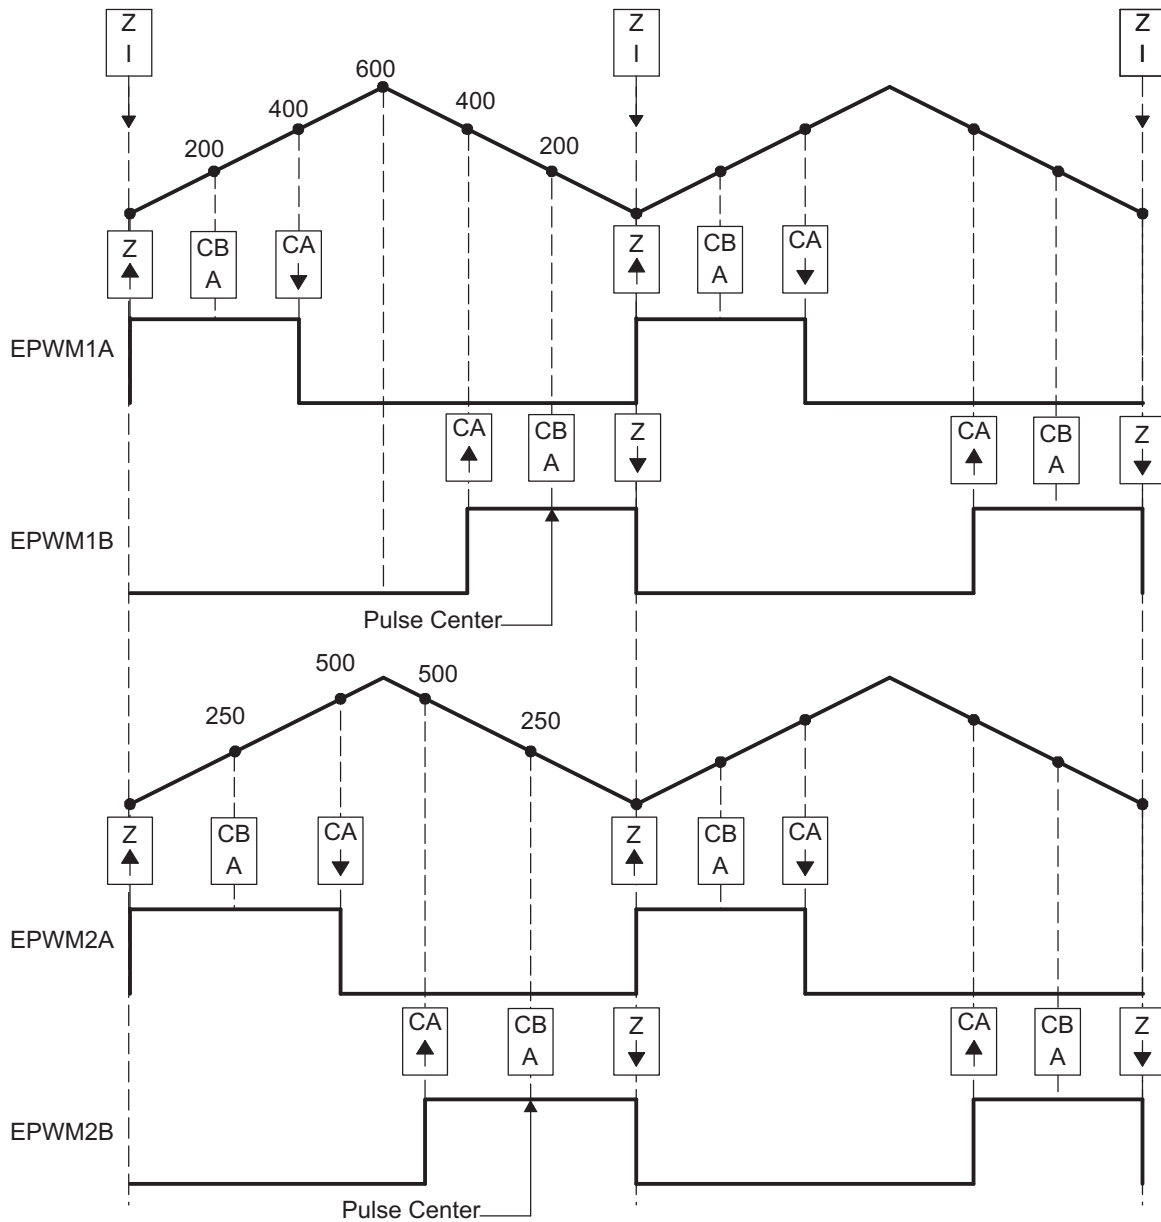 Z Z Z
I I I
600
400 400
200 200
Z CB CA Z CB CA
A A
EPWM1A
CA CB Z CA CB Z
A A
EPWM1B
Pulse Center
500 500
250 250
Z CB CA Z CB CA
A A
EPWM2A
CA CB Z CA CB Z
A A
EPWM2B
Pulse Center